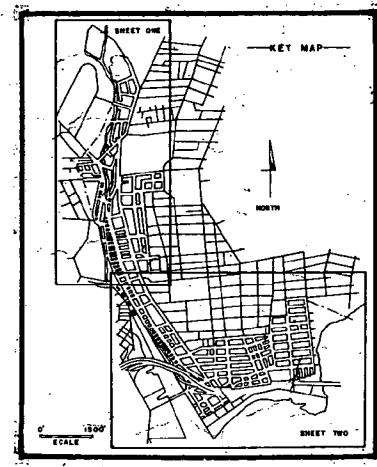 SHEET ONE
KEY MAP
NORTH
0' 1500'
SCALE
SHEET TWO